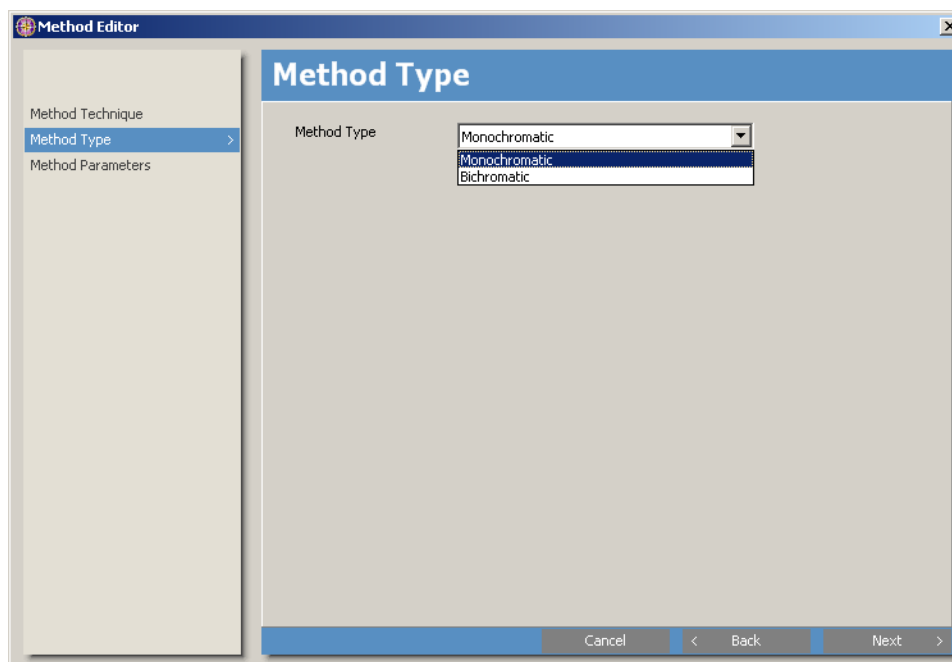 Method Editor
Method Type
Method Technique
Method Type >
Method Parameters
Method Type
Monochromatic
Monochromatic
Bichromatic
Cancel
< Back
Next >